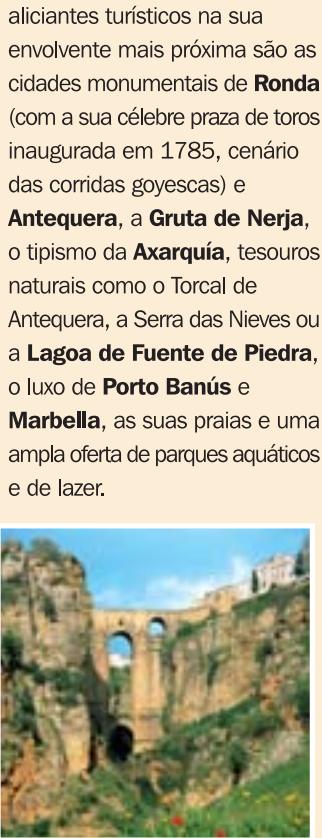 aliciantes turísticos na sua
envolvente mais próxima são as
cidades monumentais de Ronda
(com a sua célebre praza de toros
inaugurada em 1785, cenário
das corridas goyescas) e
Antequera, a Gruta de Nerja,
o tipismo da Axarquía, tesouros
naturais como o Torcal de
Antequera, a Serra das Nieves ou
a Lagoa de Fuente de Piedra,
o luxo de Porto Banús e
Marbella, as suas praias e uma
ampla oferta de parques aquáticos
e de lazer.